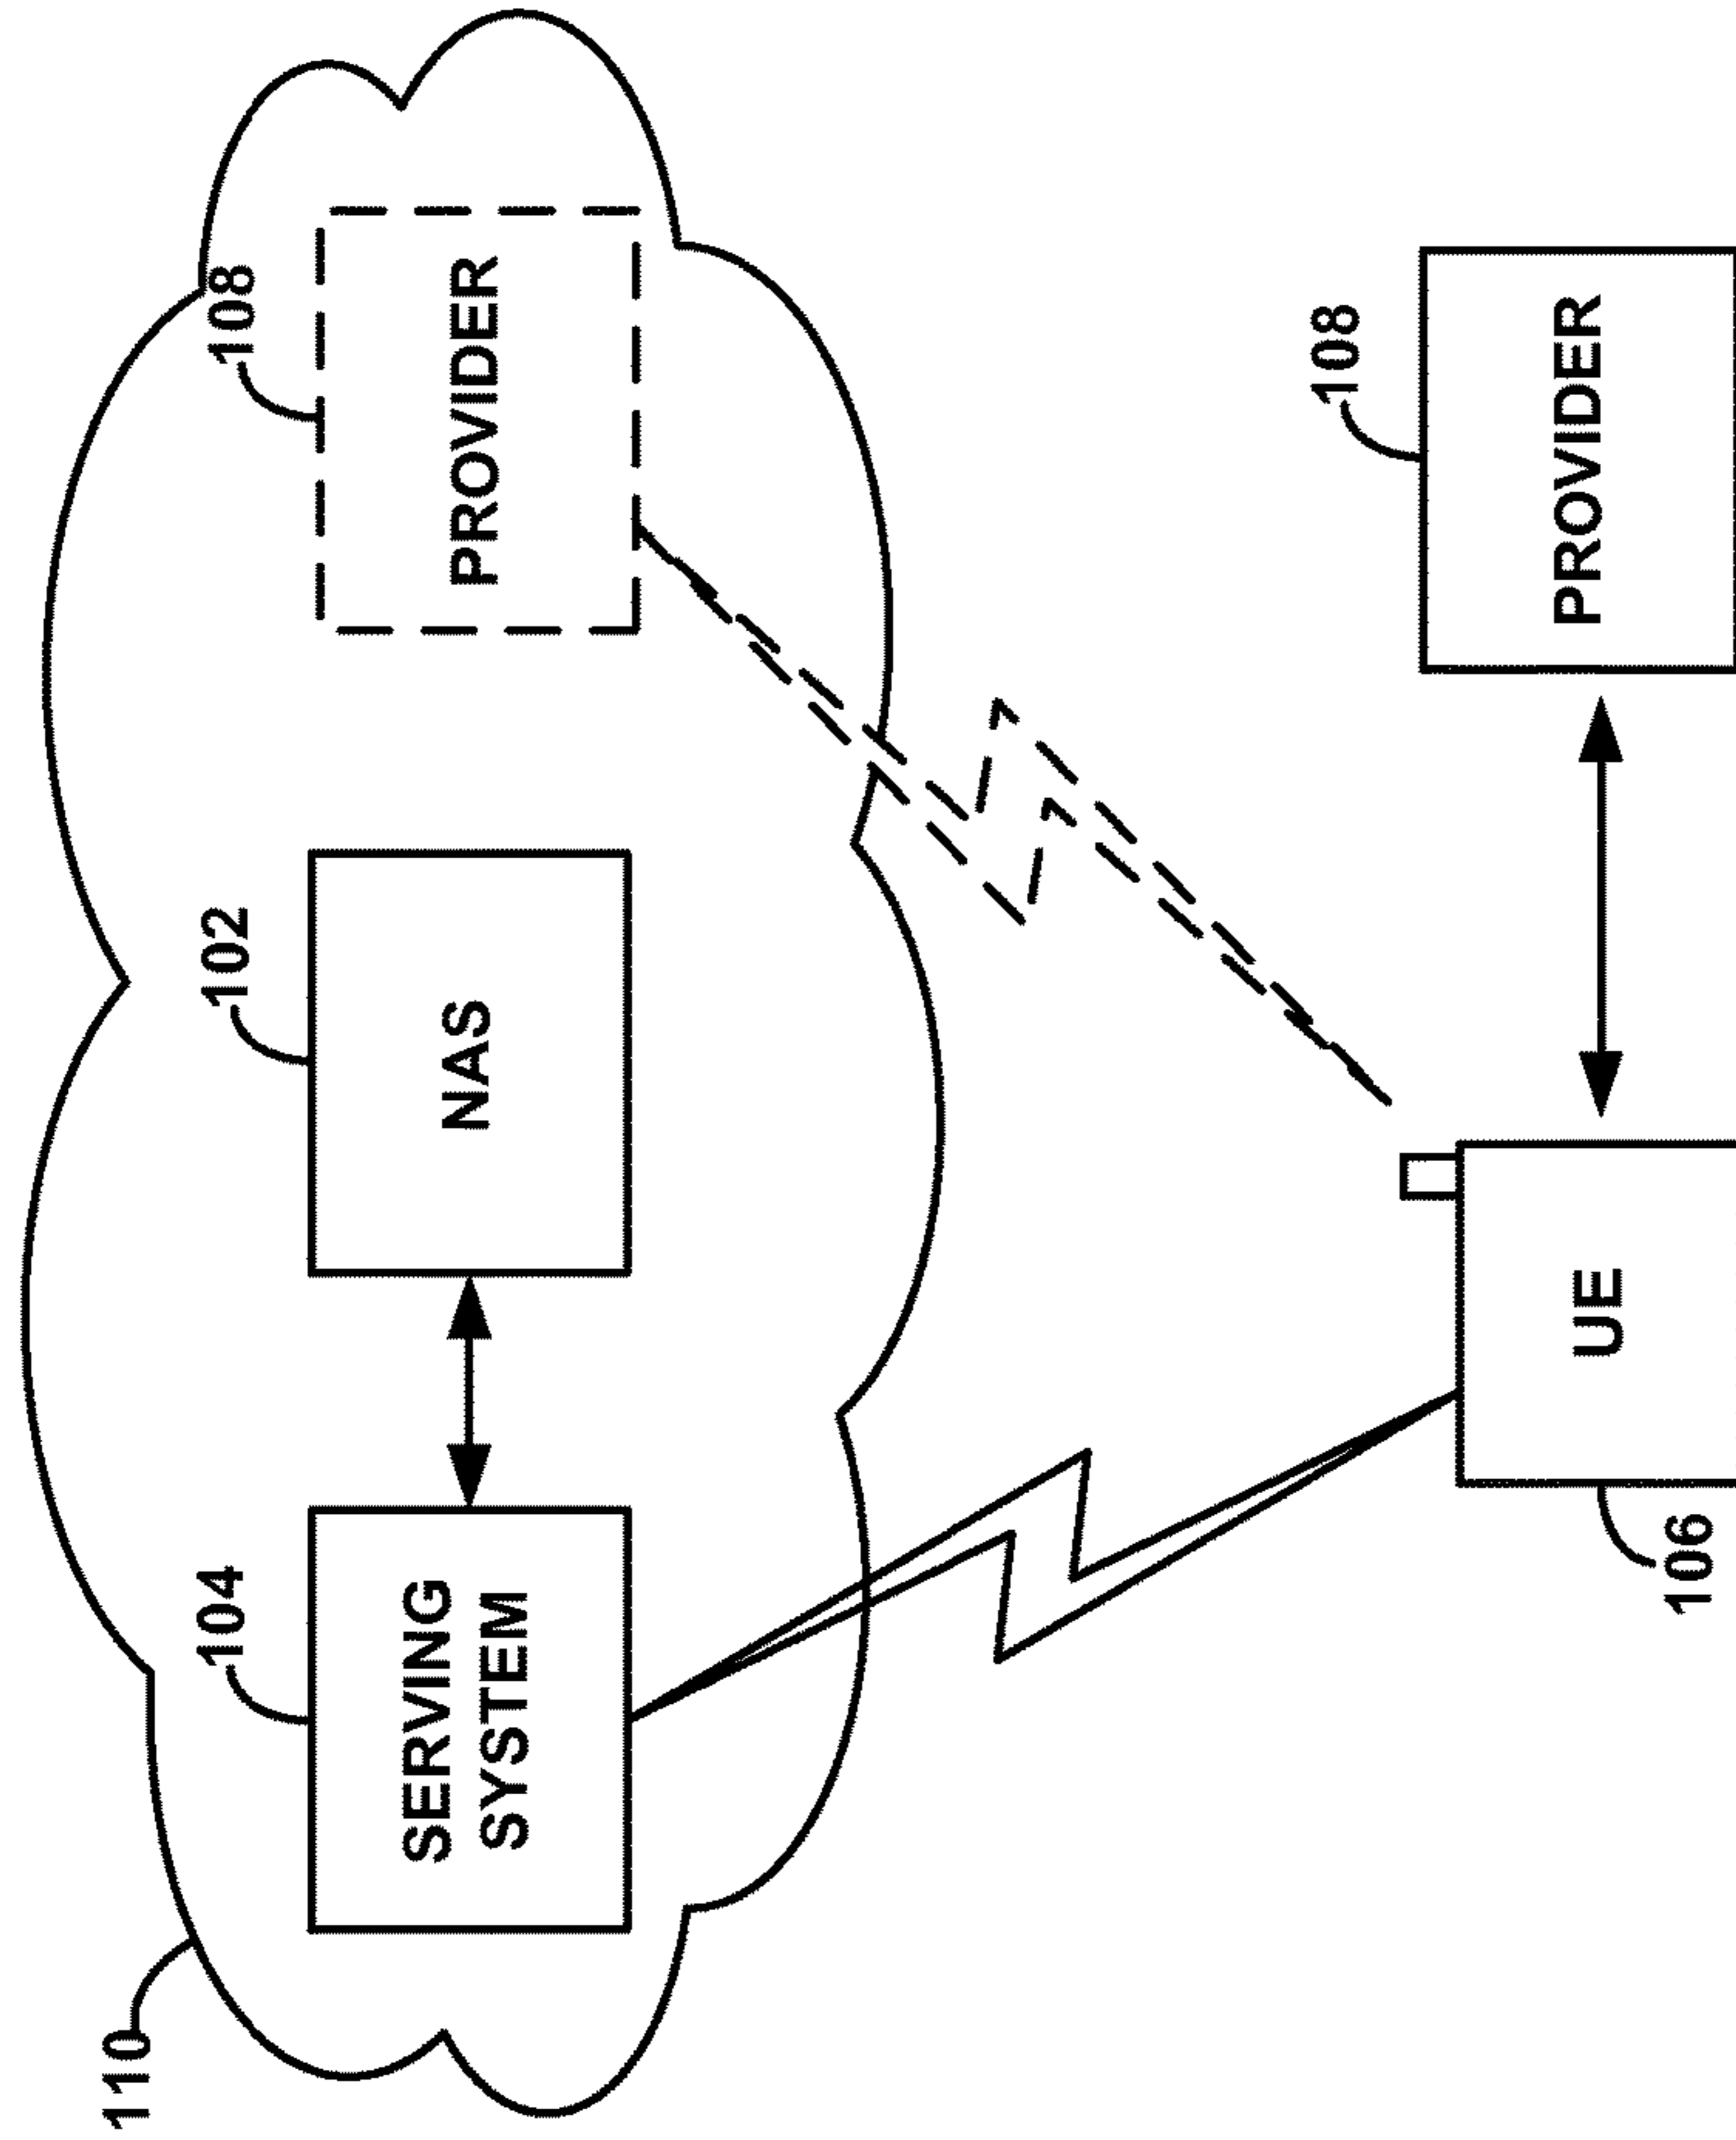 110
104
SERVING
SYSTEM
102
NAS
108
PROVIDER
106
UE
108
PROVIDER